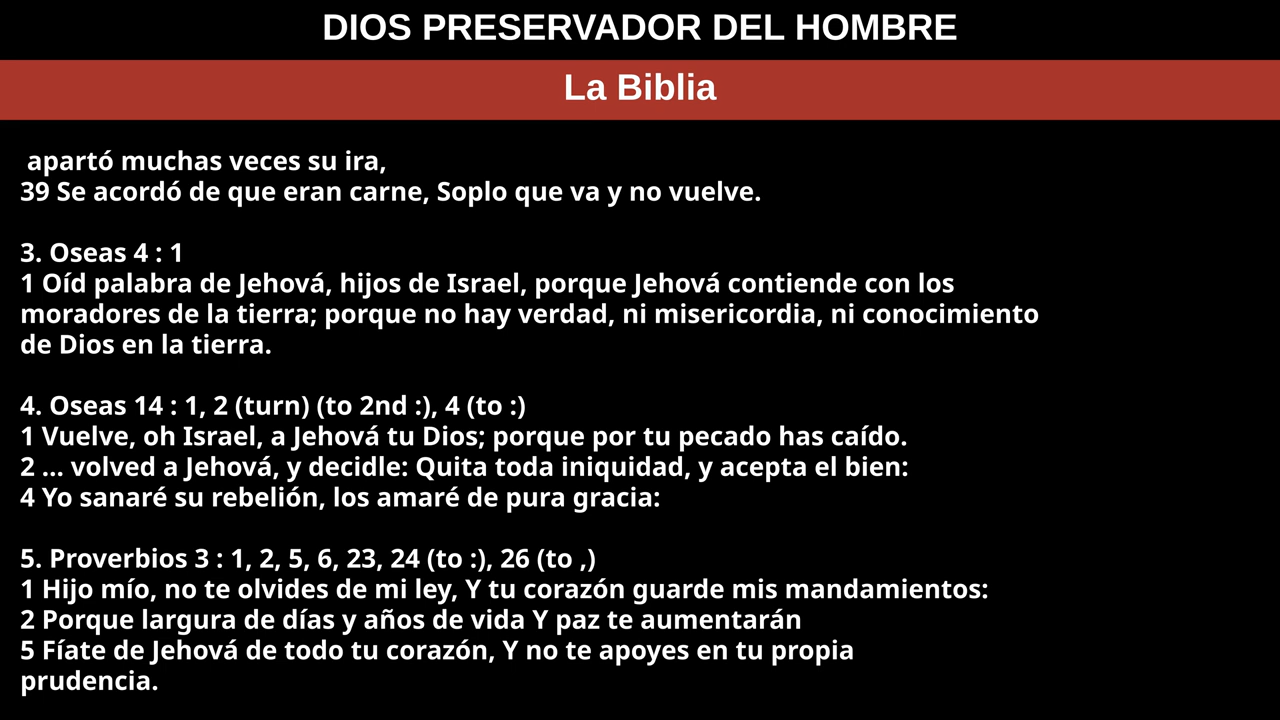 DIOS PRESERVADOR DEL HOMBRE
La Biblia
apartó muchas veces su ira,
39 Se acordó de que eran carne, Soplo que va y no vuelve.
3. Oseas 4 : 1
1 Oíd palabra de Jehová, hijos de Israel, porque Jehová contiende con los
moradores de la tierra; porque no hay verdad, ni misericordia, ni conocimiento
de Dios en la tierra.
4. Oseas 14 : 1, 2 (turn) (to 2nd :), 4 (to :)
1 Vuelve, oh Israel, a Jehová tu Dios; porque por tu pecado has caído.
2 ... volved a Jehová, y decidle: Quita toda iniquidad, y acepta el bien:
4 Yo sanaré su rebelión, los amaré de pura gracia:
5. Proverbios 3 : 1, 2, 5, 6, 23, 24 (to :), 26 (to ,)
1 Hijo mío, no te olvides de mi ley, Y tu corazón guarde mis mandamientos:
2 Porque largura de días y años de vida Y paz te aumentarán
5 Fíate de Jehová de todo tu corazón, Y no te apoyes en tu propia
prudencia.